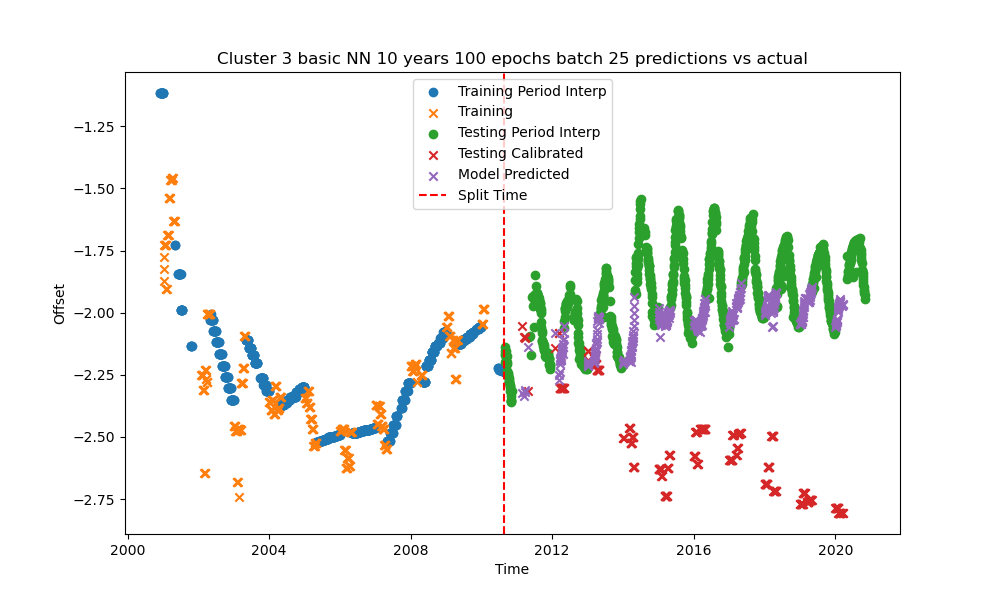 Cluster 3 basic NN 10 years 100 epochs batch 25 predictions vs actual
Training Period Interp
Training
Testing Period Interp
Testing Calibrated
Model Predicted
Split Time
Offset
−1.25
−1.50
−1.75
−2.00
−2.25
−2.50
−2.75
2000 2004 2008 2012 2016 2020
Time